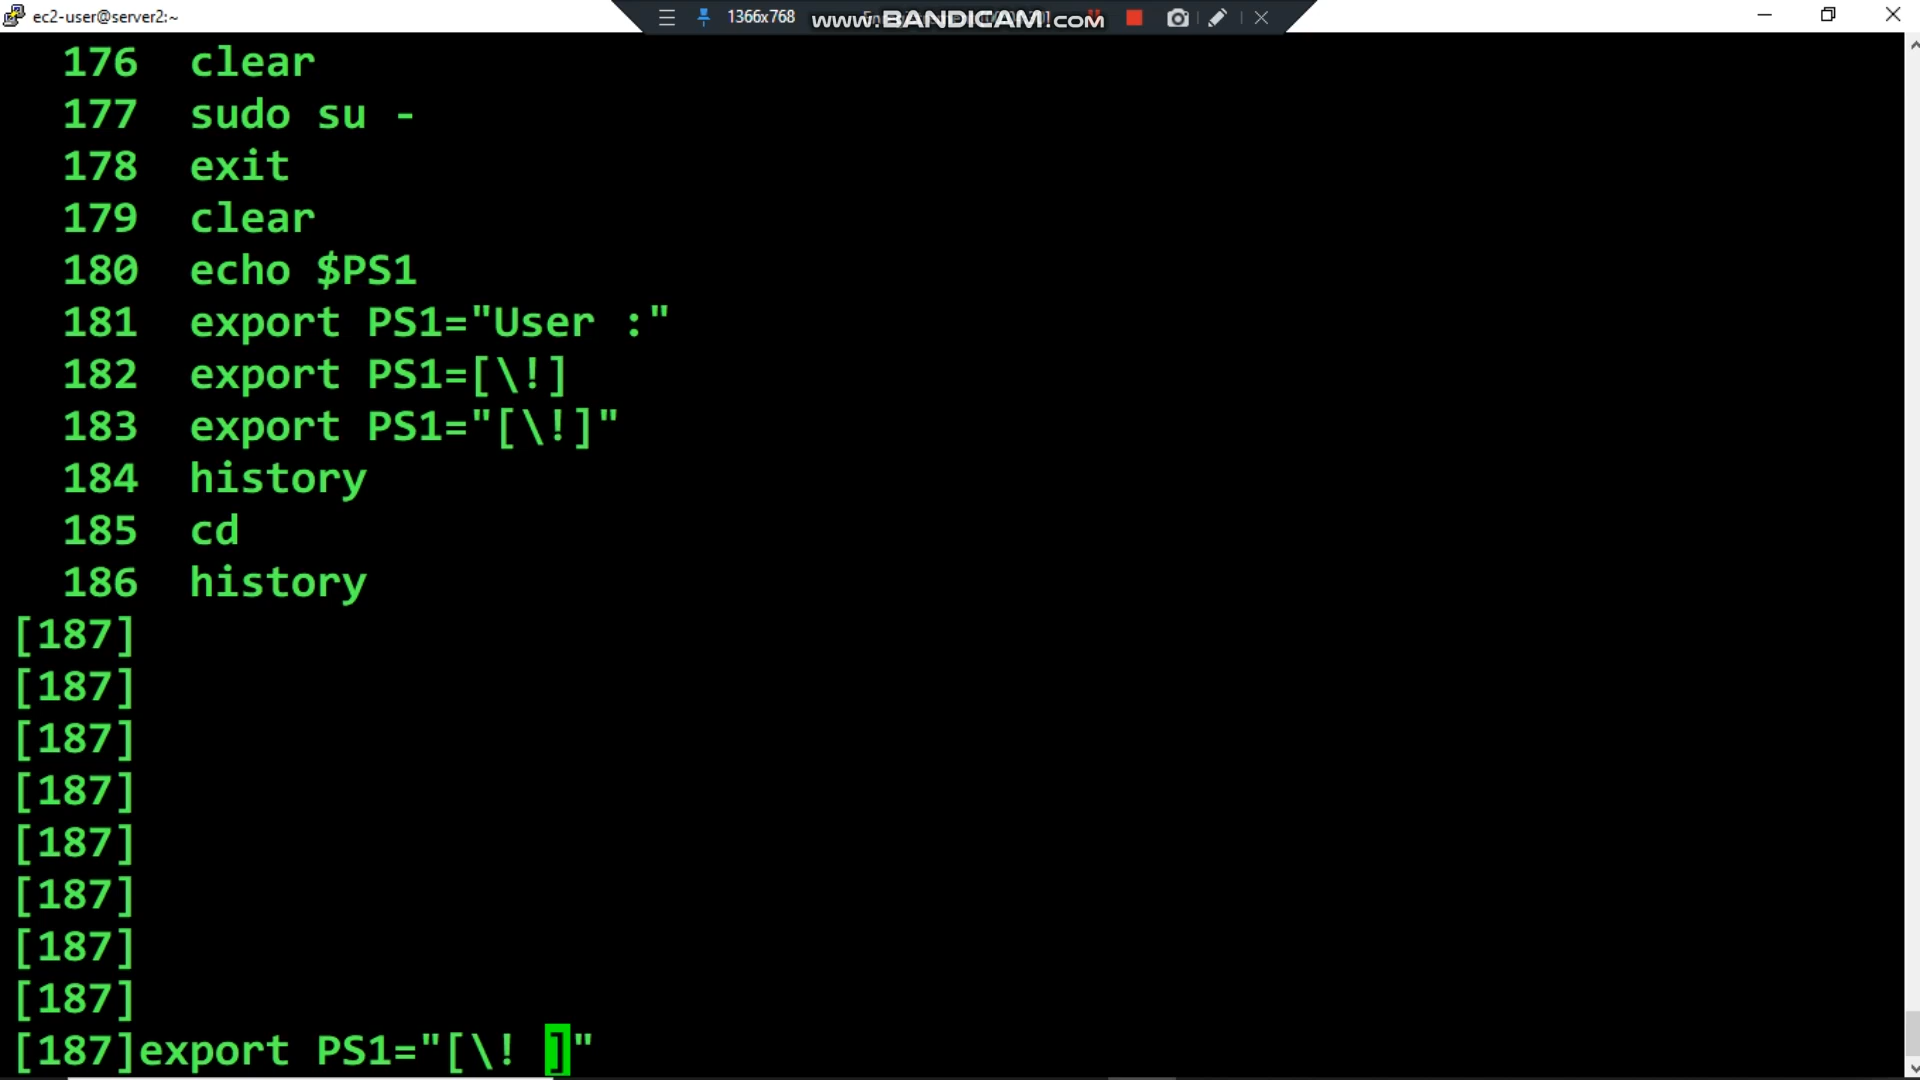 ec2-user@server2:~
1366x768
www.BANDICAM.com
176 clear
177 sudo su -
178 exit
179 clear
180 echo $PS1
181 export PS1="User :"
182 export PS1=[\!]
183 export PS1="[\!]"
184 history
185 cd
186 history
[187]
[187]
[187]
[187]
[187]
[187]
[187]
[187]
[187]export PS1="[\! ]"